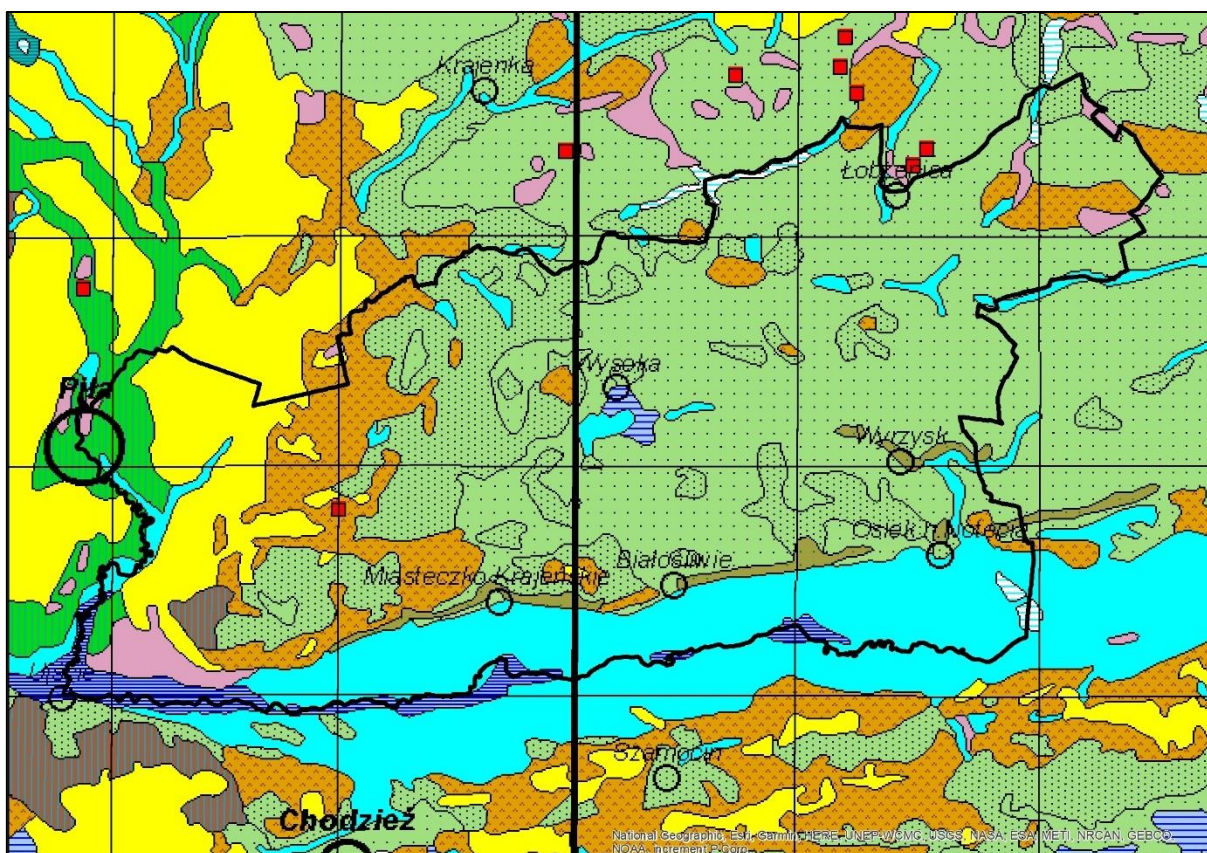 Krajenka
Łobżenica
Piła
Wysoka
Wyrzysk
Osiek n. Notecią
Białośliwie
Miasteczko Krajeńskie
Szamocin
Chodzież
National Geographic, Esri, Garmin, HERE, UNEP-WCMC, USGS, NASA, ESA, METI, NRCAN, GEBCO,
NOAA, increment P Corp.